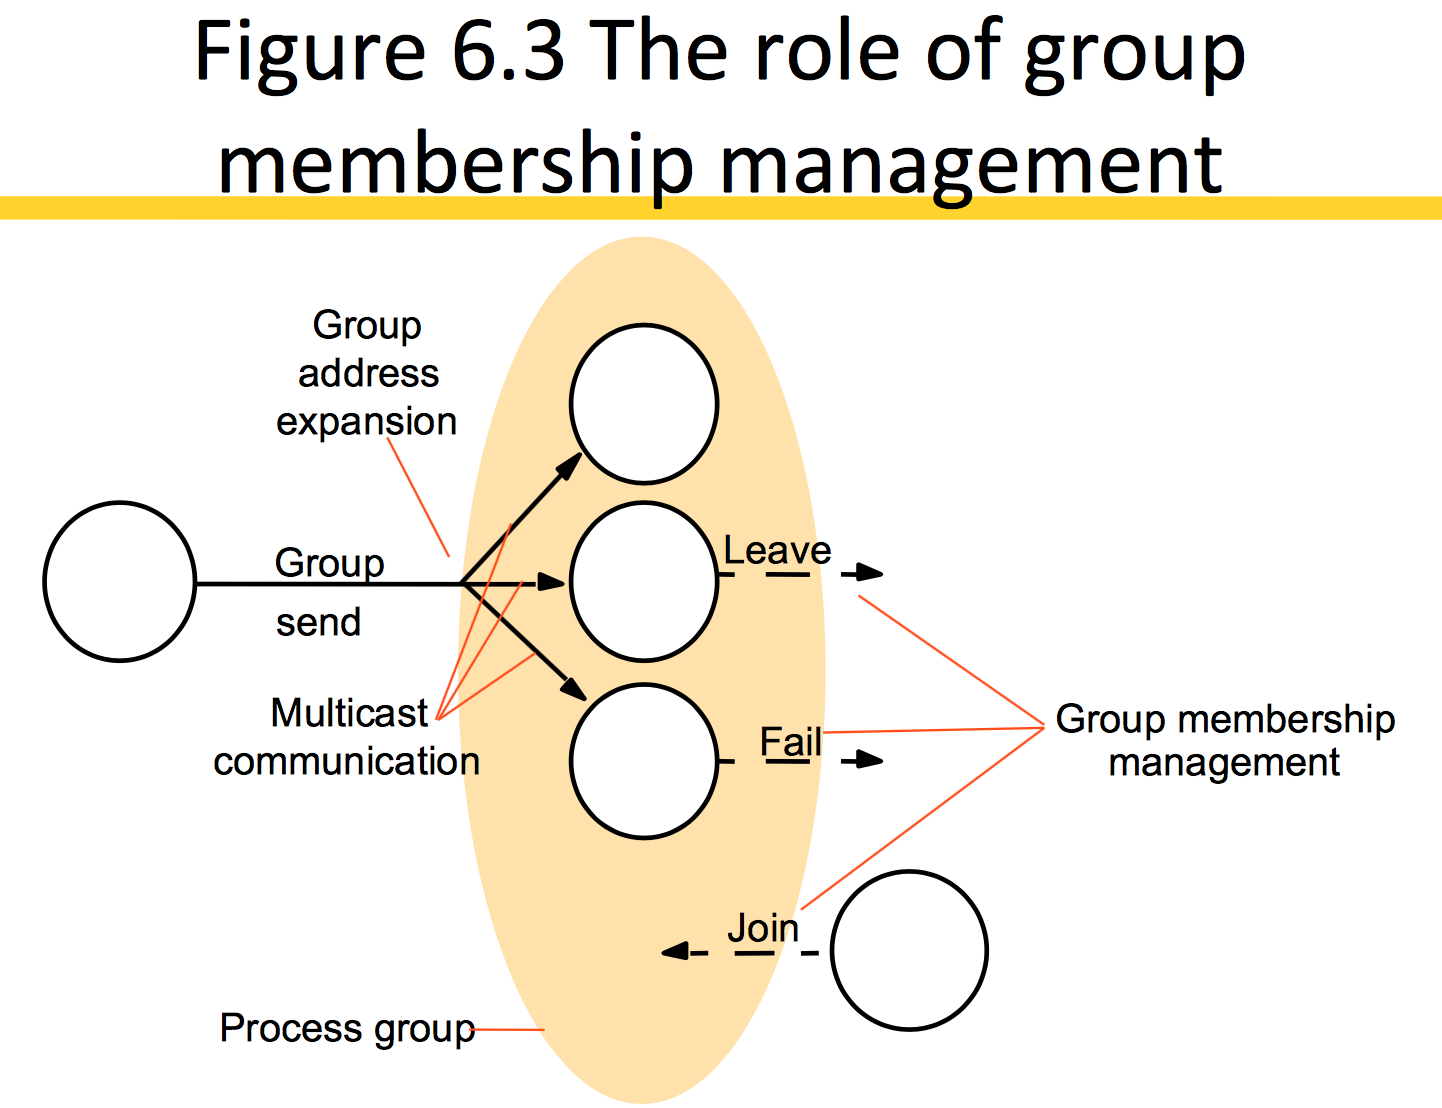 Figure 6.3 The role of group
membership management
Group
address
expansion
Group
send
Multicast
communication
Leave
Fail
Join
Group membership
management
Process group